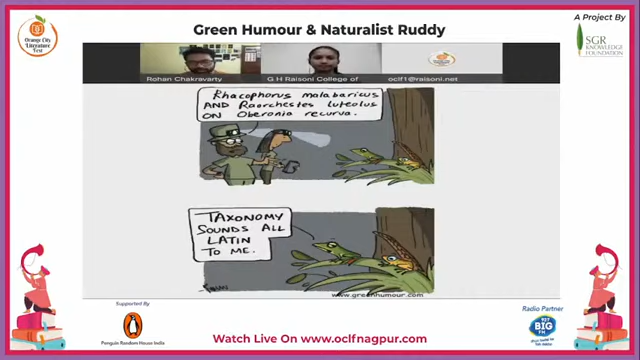 Green Humour & Naturalist Ruddy
A Project By
Orange City
Literature
Fest
SGR
KNOWLEDGE
FOUNDATION
Rohan Chakravarty
G.H Raisoni College of
oclf1@raisoni.net
Rhacophorus malabaricus
AND Raorchestes luteolus
ON Oberonia recurva.
TAXONOMY
SOUNDS ALL
LATIN
TO ME.
www.greenhumour.com
Supported By
Penguin Random House India
Radio Partner
BIG
FM
Watch Live On www.oclfnagpur.com